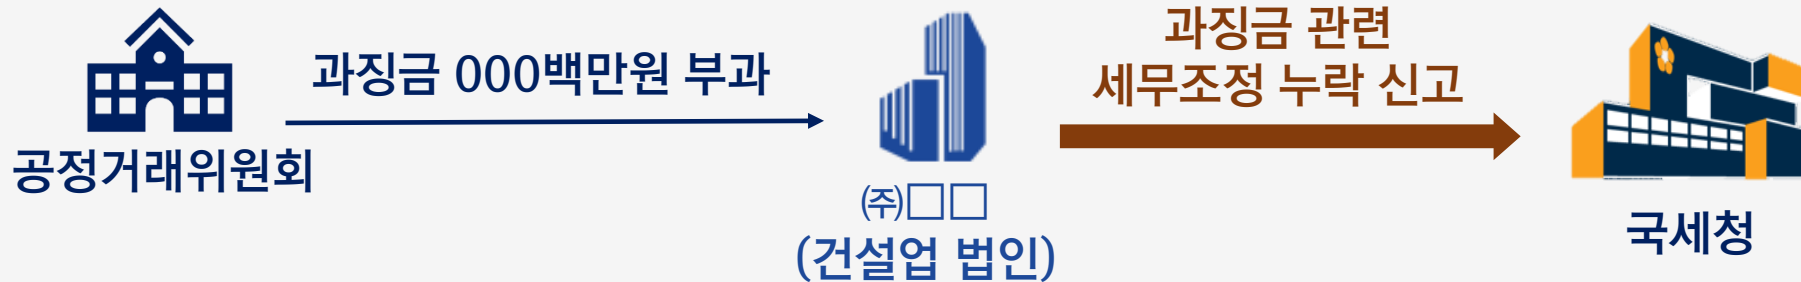 과징금 000백만원 부과
공정거래위원회
㈜□□
(건설업 법인)
과징금 관련
세무조정 누락 신고
국세청